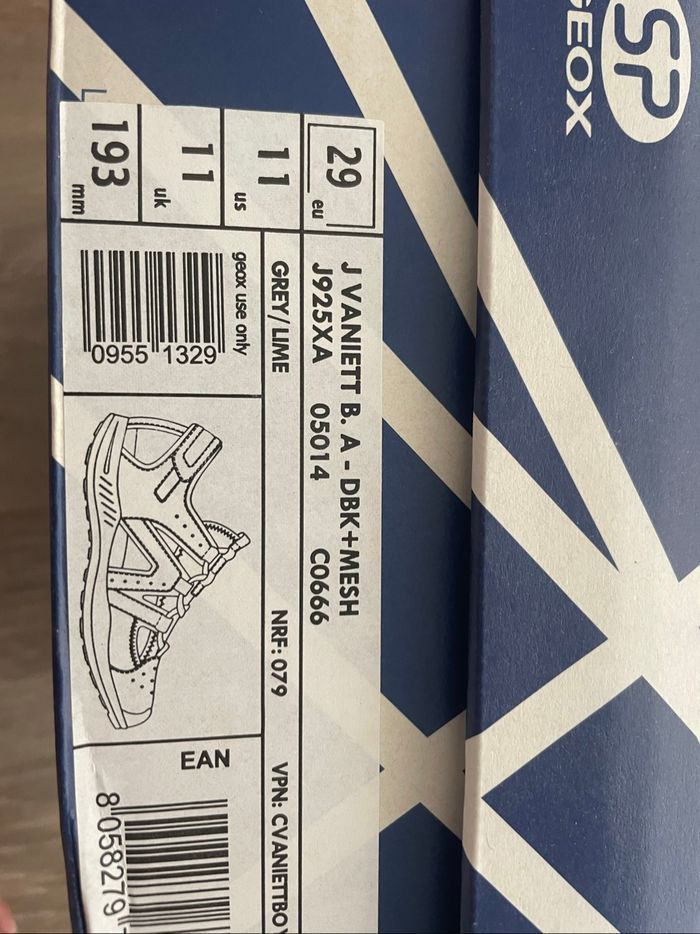 SP
GEOX
29 eu
11 us
11 uk
193 mm
J VANIETT B. A - DBK+MESH
J925XA 05014 C0666
GREY/LIME NRF: 079 VPN: CVANIETTBO
geox use only
0955 1329
EAN
8 058279